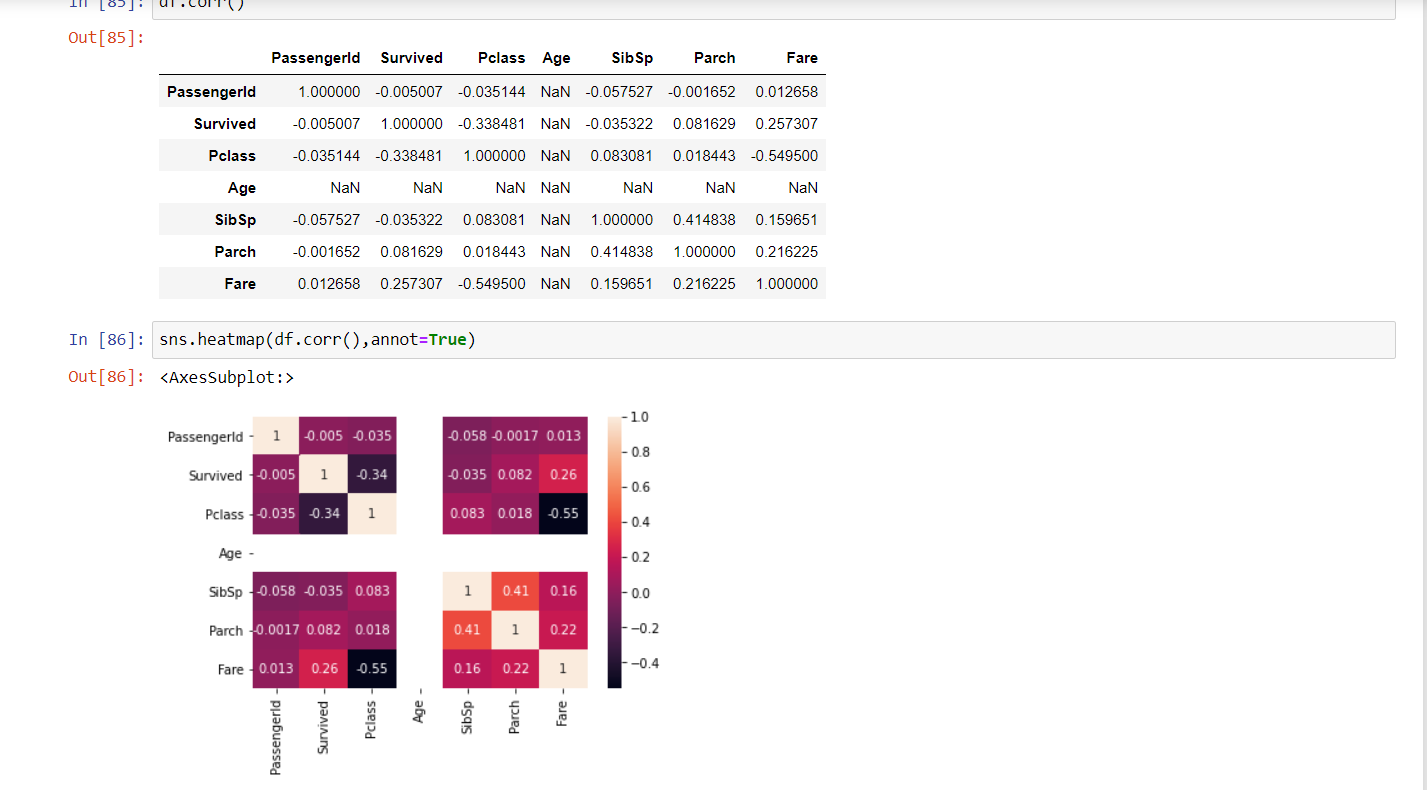 In [85]: df.corr()
Out[85]:
PassengerId Survived Pclass Age SibSp Parch Fare
PassengerId 1.000000 -0.005007 -0.035144 NaN -0.057527 -0.001652 0.012658
Survived -0.005007 1.000000 -0.338481 NaN -0.035322 0.081629 0.257307
Pclass -0.035144 -0.338481 1.000000 NaN 0.083081 0.018443 -0.549500
Age NaN NaN NaN NaN NaN NaN NaN
SibSp -0.057527 -0.035322 0.083081 NaN 1.000000 0.414838 0.159651
Parch -0.001652 0.081629 0.018443 NaN 0.414838 1.000000 0.216225
Fare 0.012658 0.257307 -0.549500 NaN 0.159651 0.216225 1.000000
In [86]: sns.heatmap(df.corr(),annot=True)
Out[86]: <AxesSubplot:>
PassengerId 1 -0.005 -0.035 -0.058 -0.0017 0.013
Survived -0.005 1 -0.34 -0.035 0.082 0.26
Pclass -0.035 -0.34 1 0.083 0.018 -0.55
Age
SibSp -0.058 -0.035 0.083 1 0.41 0.16
Parch -0.0017 0.082 0.018 0.41 1 0.22
Fare 0.013 0.26 -0.55 0.16 0.22 1
PassengerId Survived Pclass Age SibSp Parch Fare
1.0
0.8
0.6
0.4
0.2
0.0
−0.2
−0.4